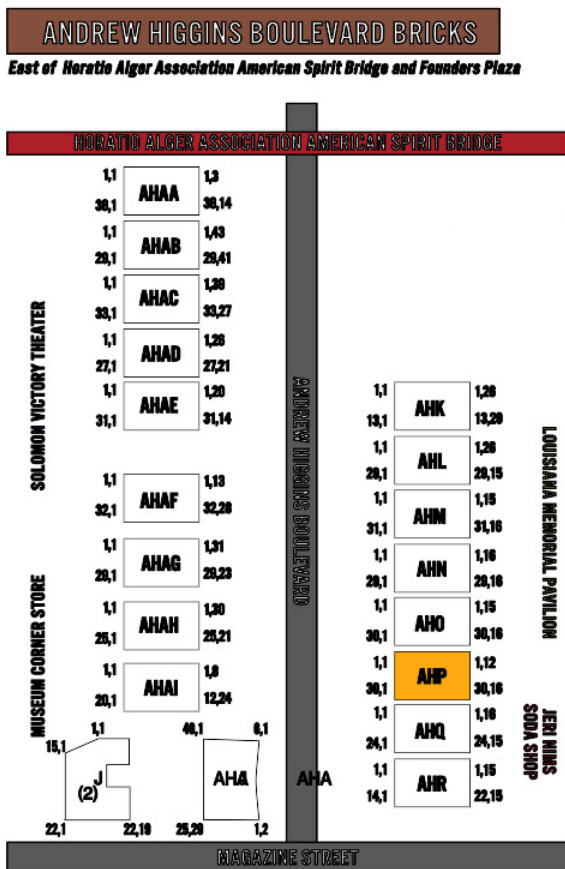 ANDREW HIGGINS BOULEVARD BRICKS
East of Horatio Alger Association American Spirit Bridge and Founders Plaza
HORATIO ALGER ASSOCIATION AMERICAN SPIRIT BRIDGE
1,1 AHAA 1,3
38,1 38,14
1,1 AHAB 1,43
29,1 29,41
1,1 AHAC 1,39
33,1 33,27
1,1 AHAD 1,26
27,1 27,21
1,1 AHAE 1,20
31,1 31,14
1,1 AHAF 1,13
32,1 32,28
1,1 AHAG 1,31
29,1 29,23
1,1 AHAH 1,30
25,1 25,21
1,1 AHAI 1,8
20,1 12,24
SOLOMON VICTORY THEATER
MUSEUM CORNER STORE
1,1
15,1
J
(2)
22,1 22,19
40,1 6,1
25,29 1,2
AHA
ANDREW HIGGINS BOULEVARD
1,1 AHK 1,26
13,1 13,29
1,1 AHL 1,26
29,1 29,15
1,1 AHM 1,15
31,1 31,16
1,1 AHN 1,16
29,1 29,16
1,1 AHO 1,15
30,1 30,16
1,1 AHP 1,12
30,1 30,16
1,1 AHQ 1,16
24,1 24,15
1,1 AHR 1,15
14,1 22,15
LOUISIANA MEMORIAL PAVILION
JERI NIMS
SODA SHOP
MAGAZINE STREET